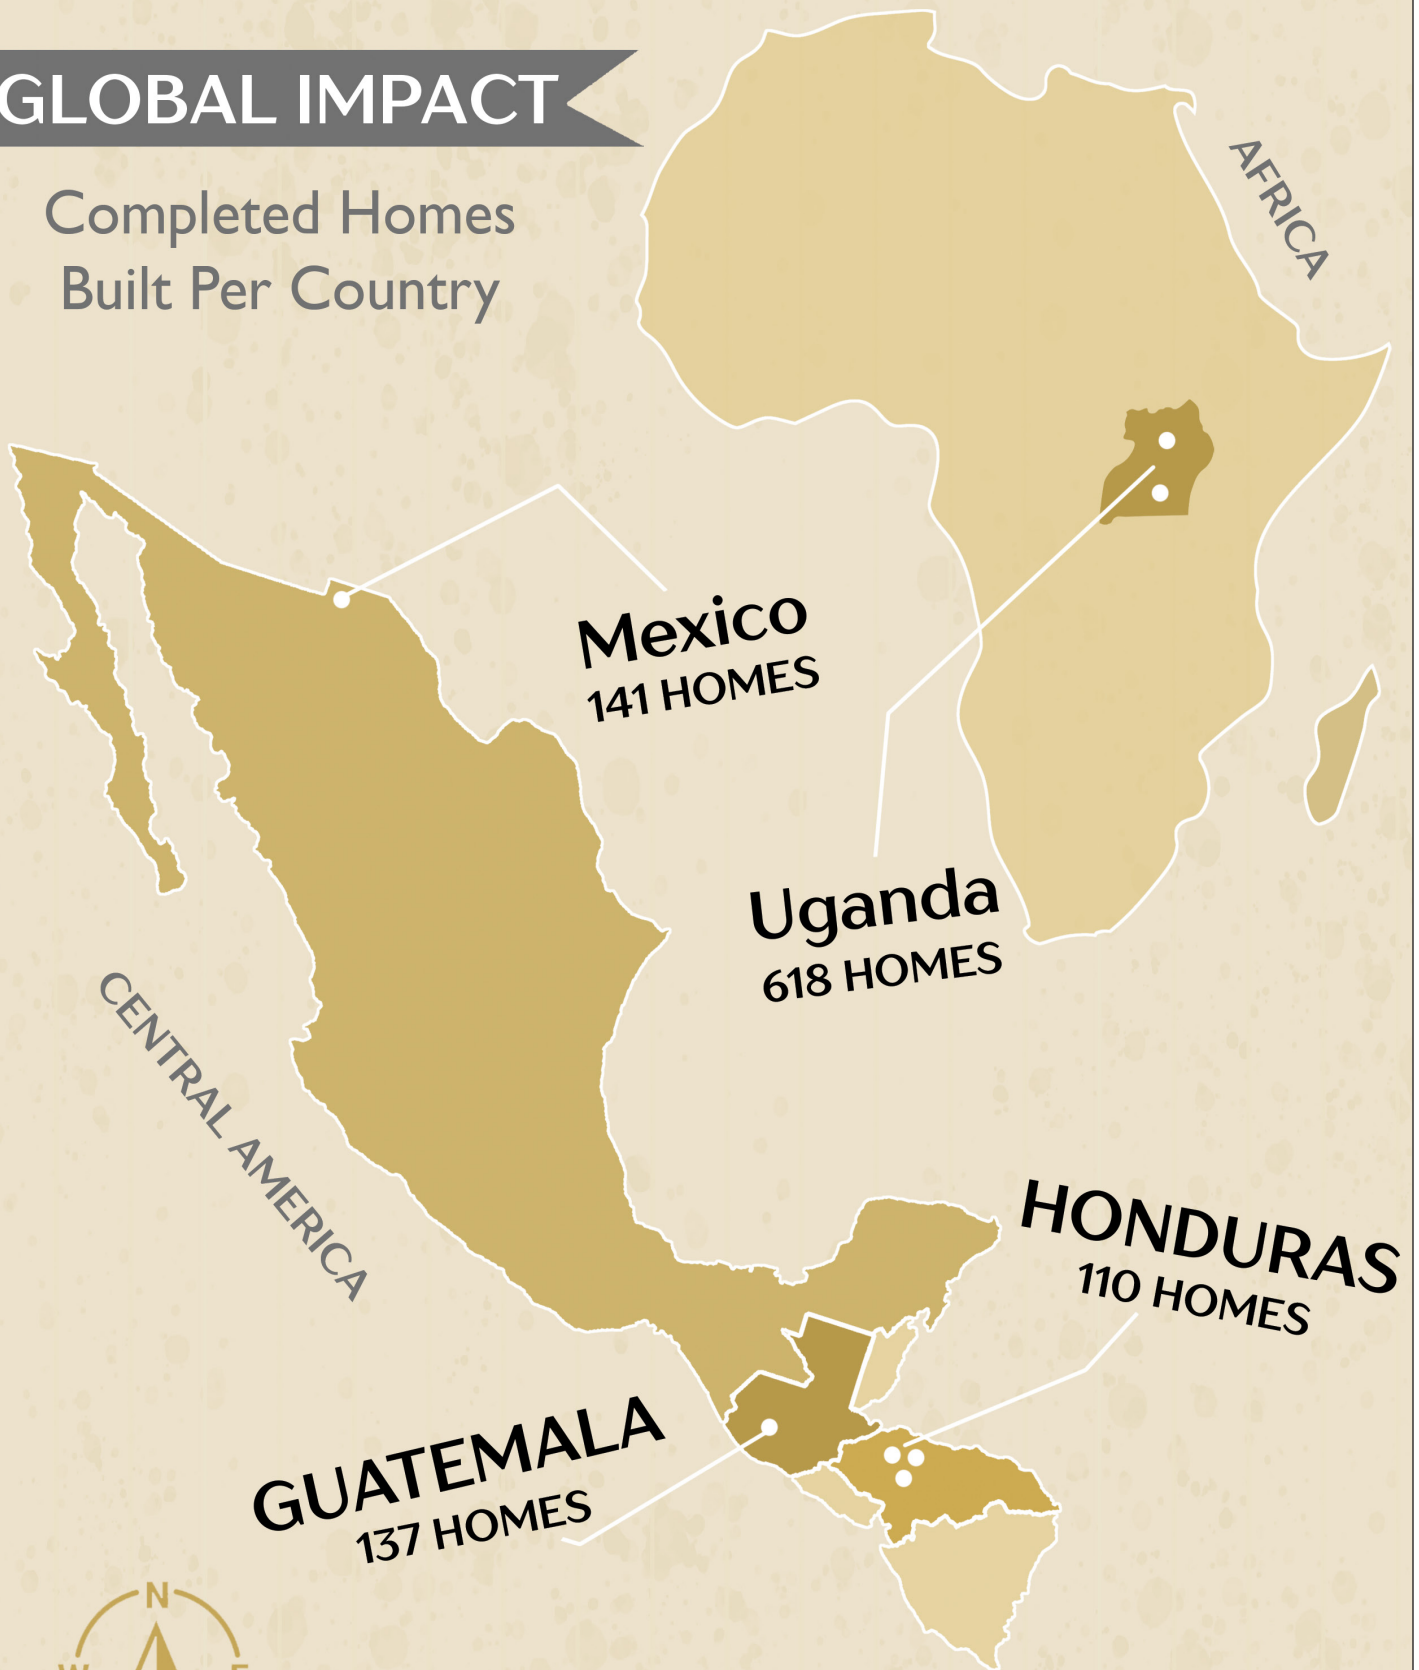 GLOBAL IMPACT
Completed Homes
Built Per Country
AFRICA
Mexico
141 HOMES
Uganda
618 HOMES
CENTRAL AMERICA
HONDURAS
110 HOMES
GUATEMALA
137 HOMES
N
W E